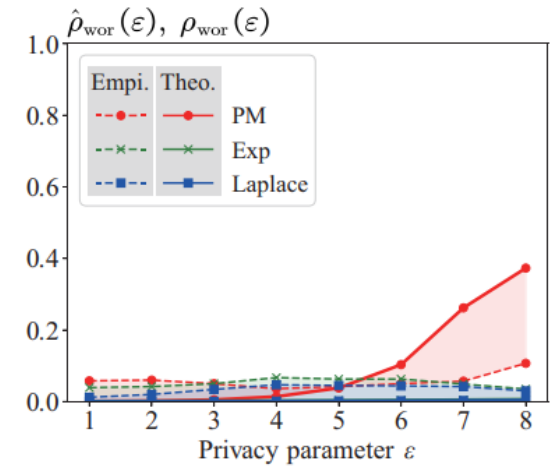 ρ̂wor(ε), ρwor(ε)
1.0
0.8
0.6
0.4
0.2
0.0
Empi. Theo.
PM
Exp
Laplace
1 2 3 4 5 6 7 8
Privacy parameter ε